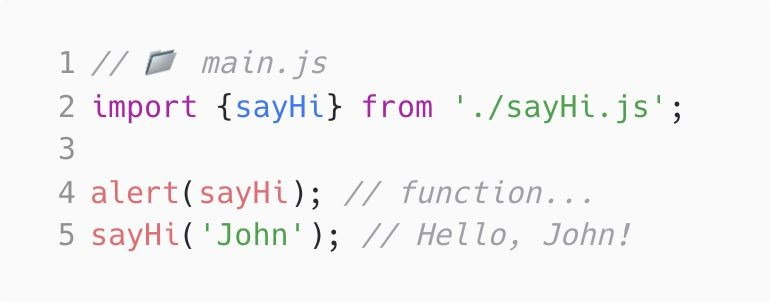 1 // 📁 main.js
2 import {sayHi} from './sayHi.js';
3
4 alert(sayHi); // function...
5 sayHi('John'); // Hello, John!